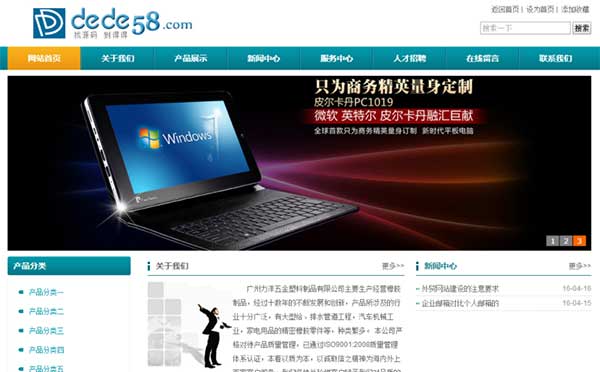 dede58.com
找源码 到得得
返回首页 | 设为首页 | 添加收藏
搜索一下 搜索
网站首页 关于我们 产品展示 新闻中心 服务中心 人才招聘 在线留言 联系我们
只为商务精英量身定制
皮尔卡丹PC1019
微软 英特尔 皮尔卡丹融汇巨献
全球首款只为商务精英量身订制 新时代平板电脑
Windows 7
1 2 3
产品分类
产品分类一
产品分类二
产品分类三
产品分类四
产品分类五
关于我们 更多>>
广州力沣五金塑料制品有限公司主要生产经营橡胶
制品，经过十数年的不断发展和创新，产品所涉及的行
业十分广泛，有大型给、排水管道工程，汽车机械工
业，家电用品的精密橡胶零件等，种类繁多。本公司严
格对待产品质量管理，已通过ISO9001:2008质量管理
体系认证，本着以质为本，以诚取信之精神为海内外上
新闻中心 更多>>
外贸网站建设的注意要求 16-04-16
企业邮箱对比个人邮箱的 16-04-15